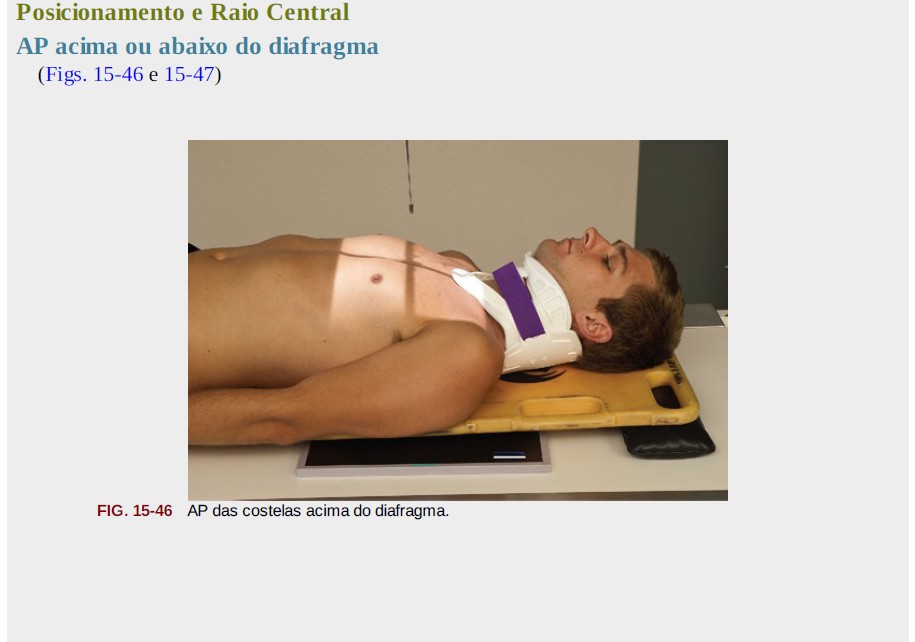 Posicionamento e Raio Central
AP acima ou abaixo do diafragma
(Figs. 15-46 e 15-47)
FIG. 15-46 AP das costelas acima do diafragma.